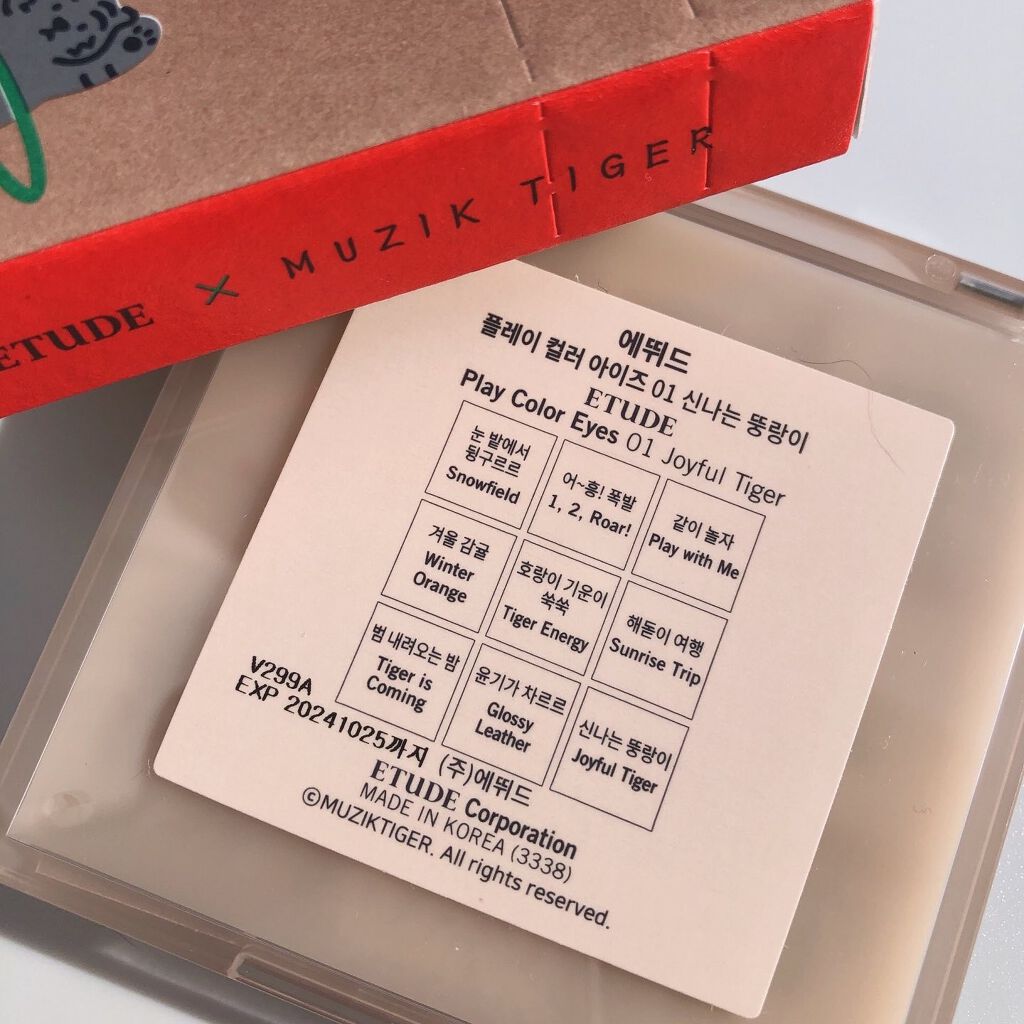 ETUDE × MUZIK TIGER
에뛰드
플레이 컬러 아이즈 01 신나는 뚱랑이
ETUDE
Play Color Eyes 01 Joyful Tiger
눈 밭에서
뒹구르르
Snowfield
어~흥! 폭발
1, 2, Roar!
같이 놀자
Play with Me
겨울 감귤
Winter
Orange
호랑이 기운이
쑥쑥
Tiger Energy
해돋이 여행
Sunrise Trip
범 내려오는 밤
Tiger is
Coming
윤기가 차르르
Glossy
Leather
신나는 뚱랑이
Joyful Tiger
V299A
EXP 20241025까지
(주)에뛰드
ETUDE Corporation
MADE IN KOREA (3338)
©MUZIKTIGER. All rights reserved.